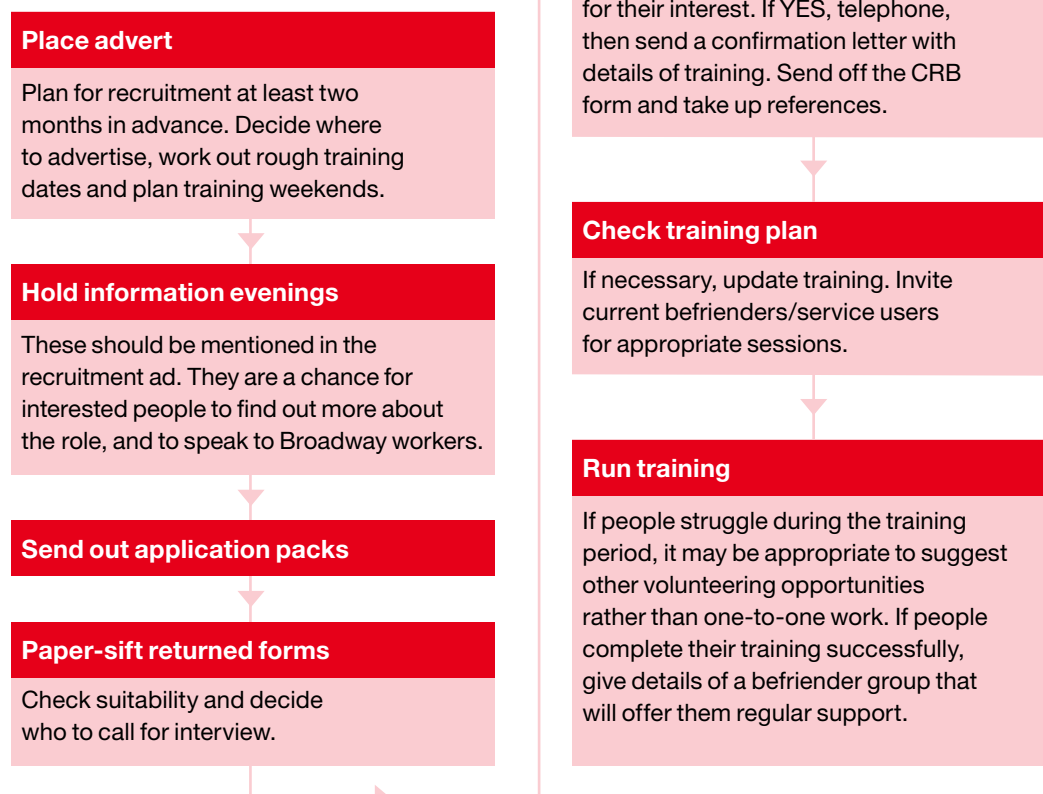 Place advert
Plan for recruitment at least two
months in advance. Decide where
to advertise, work out rough training
dates and plan training weekends.
Hold information evenings
These should be mentioned in the
recruitment ad. They are a chance for
interested people to find out more about
the role, and to speak to Broadway workers.
Send out application packs
Paper-sift returned forms
Check suitability and decide
who to call for interview.
for their interest. If YES, telephone,
then send a confirmation letter with
details of training. Send off the CRB
form and take up references.
Check training plan
If necessary, update training. Invite
current befrienders/service users
for appropriate sessions.
Run training
If people struggle during the training
period, it may be appropriate to suggest
other volunteering opportunities
rather than one-to-one work. If people
complete their training successfully,
give details of a befriender group that
will offer them regular support.